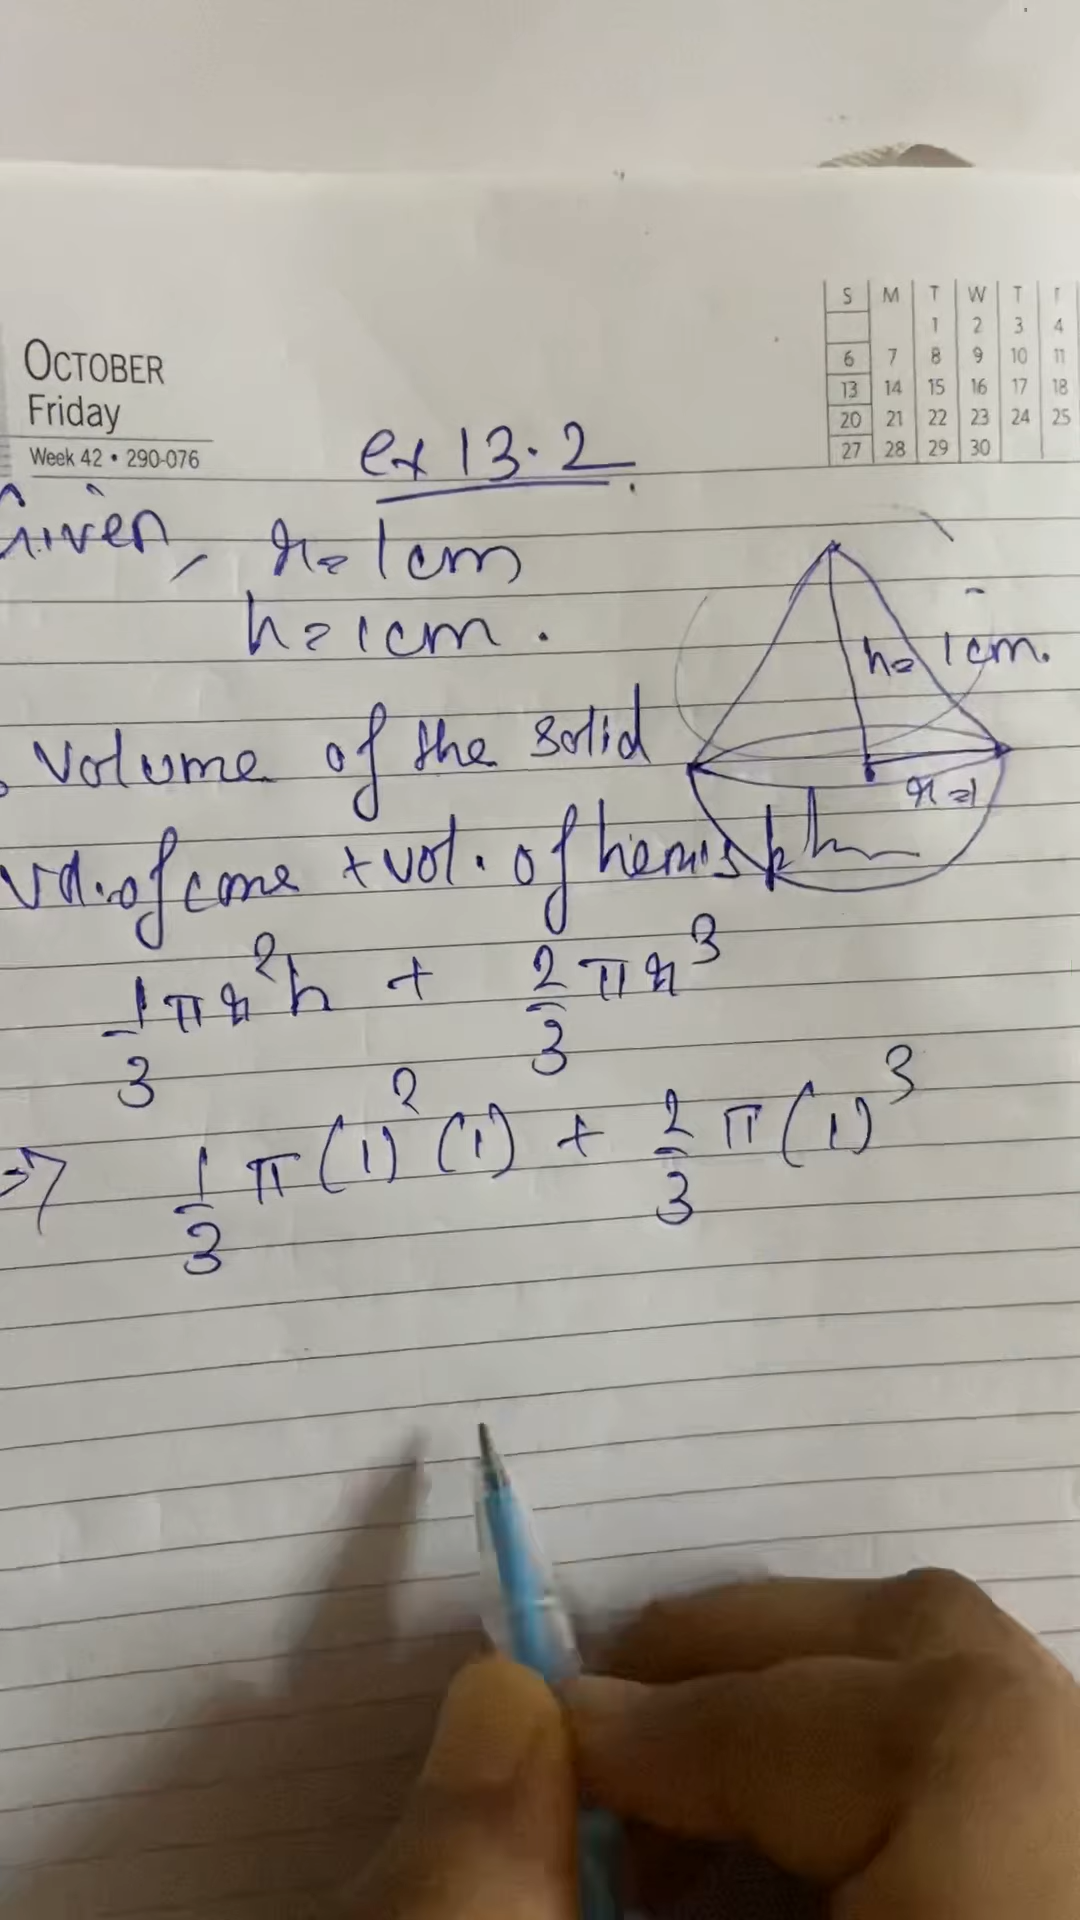 OCTOBER
Friday
Week 42 • 290-076
S M T W T
1 2 3 4
6 7 8 9 10 11
13 14 15 16 17 18
20 21 22 23 24 25
27 28 29 30
ex 13.2
Given, r = 1cm
h = 1cm.
h = 1cm.
r = 1
volume of the solid
vol. of cone + vol. of hemisph
1/3 πr²h + 2/3 πr³
⇒ 1/3 π(1)²(1) + 2/3 π(1)³